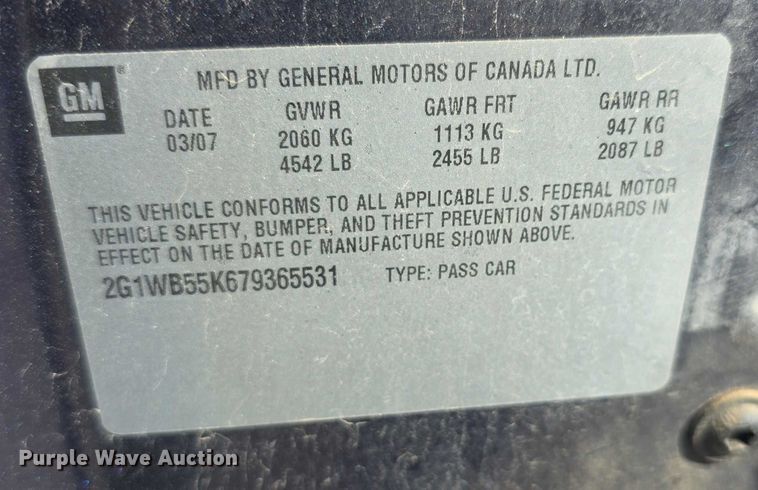 GM
MFD BY GENERAL MOTORS OF CANADA LTD.
DATE GVWR GAWR FRT GAWR RR
03/07 2060 KG 1113 KG 947 KG
4542 LB 2455 LB 2087 LB
THIS VEHICLE CONFORMS TO ALL APPLICABLE U.S. FEDERAL MOTOR
VEHICLE SAFETY, BUMPER, AND THEFT PREVENTION STANDARDS IN
EFFECT ON THE DATE OF MANUFACTURE SHOWN ABOVE.
2G1WB55K679365531 TYPE: PASS CAR
Purple Wave Auction